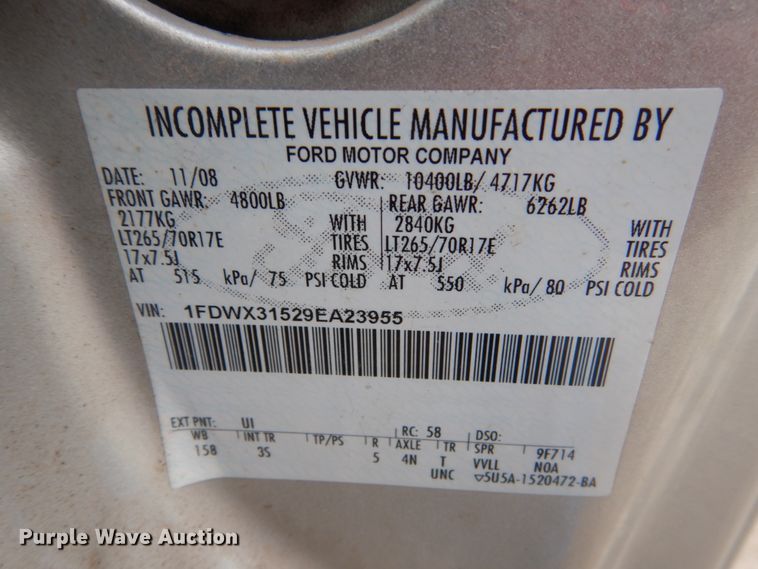 INCOMPLETE VEHICLE MANUFACTURED BY
FORD MOTOR COMPANY
DATE: 11/08 GVWR: 10400LB/ 4717KG
FRONT GAWR: 4800LB REAR GAWR: 6262LB
2177KG WITH 2840KG WITH
LT265/70R17E TIRES LT265/70R17E TIRES
17x7.5J RIMS 17x7.5J RIMS
AT 515 kPa/ 75 PSI COLD AT 550 kPa/ 80 PSI COLD
VIN: 1FDWX31529EA23955
EXT PNT: UI RC: 58 DSO:
WB INT TR TP/PS R AXLE TR SPR 9F714
158 3S 5 4N T VVLL NOA
UNC ▽5U5A-1520472-BA
Purple Wave Auction